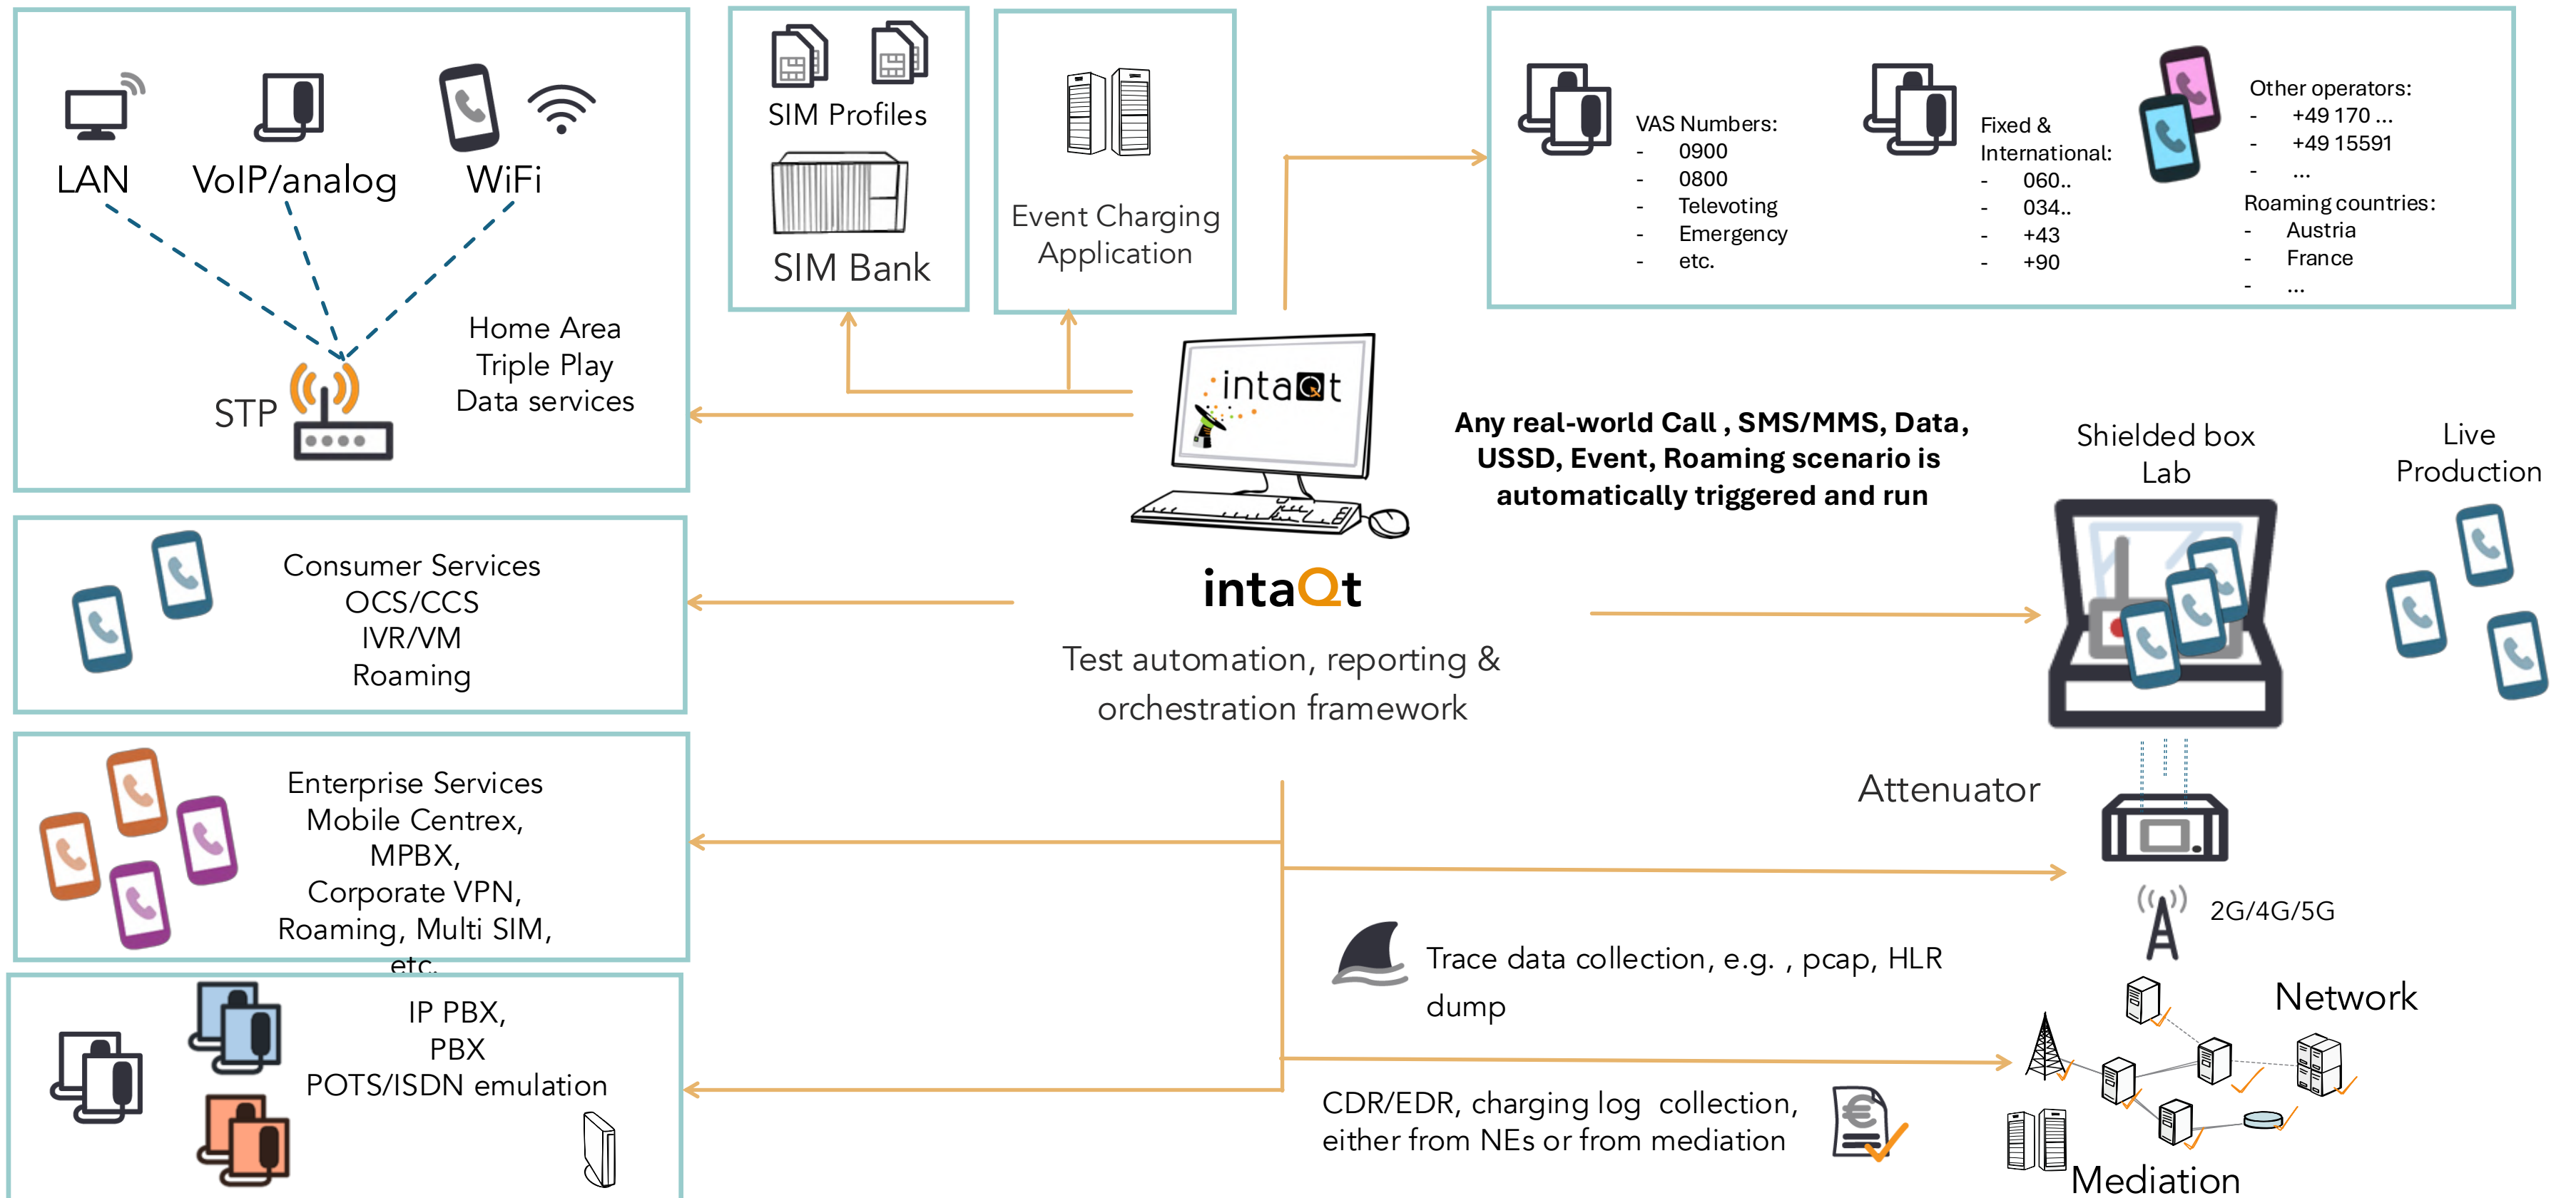 LAN
VoIP/analog
WiFi
STP
Home Area
Triple Play
Data services
SIM Profiles
SIM Bank
Event Charging
Application
VAS Numbers:
- 0900
- 0800
- Televoting
- Emergency
- etc.
Fixed &
International:
- 060..
- 034..
- +43
- +90
Other operators:
- +49 170 ...
- +49 15591
- ...
Roaming countries:
- Austria
- France
- ...
intaQt
Any real-world Call , SMS/MMS, Data,
USSD, Event, Roaming scenario is
automatically triggered and run
Shielded box
Lab
Live
Production
Consumer Services
OCS/CCS
IVR/VM
Roaming
intaQt
Test automation, reporting &
orchestration framework
Enterprise Services
Mobile Centrex,
MPBX,
Corporate VPN,
Roaming, Multi SIM,
etc.
Attenuator
2G/4G/5G
Trace data collection, e.g. , pcap, HLR
dump
Network
IP PBX,
PBX
POTS/ISDN emulation
CDR/EDR, charging log collection,
either from NEs or from mediation
€
Mediation